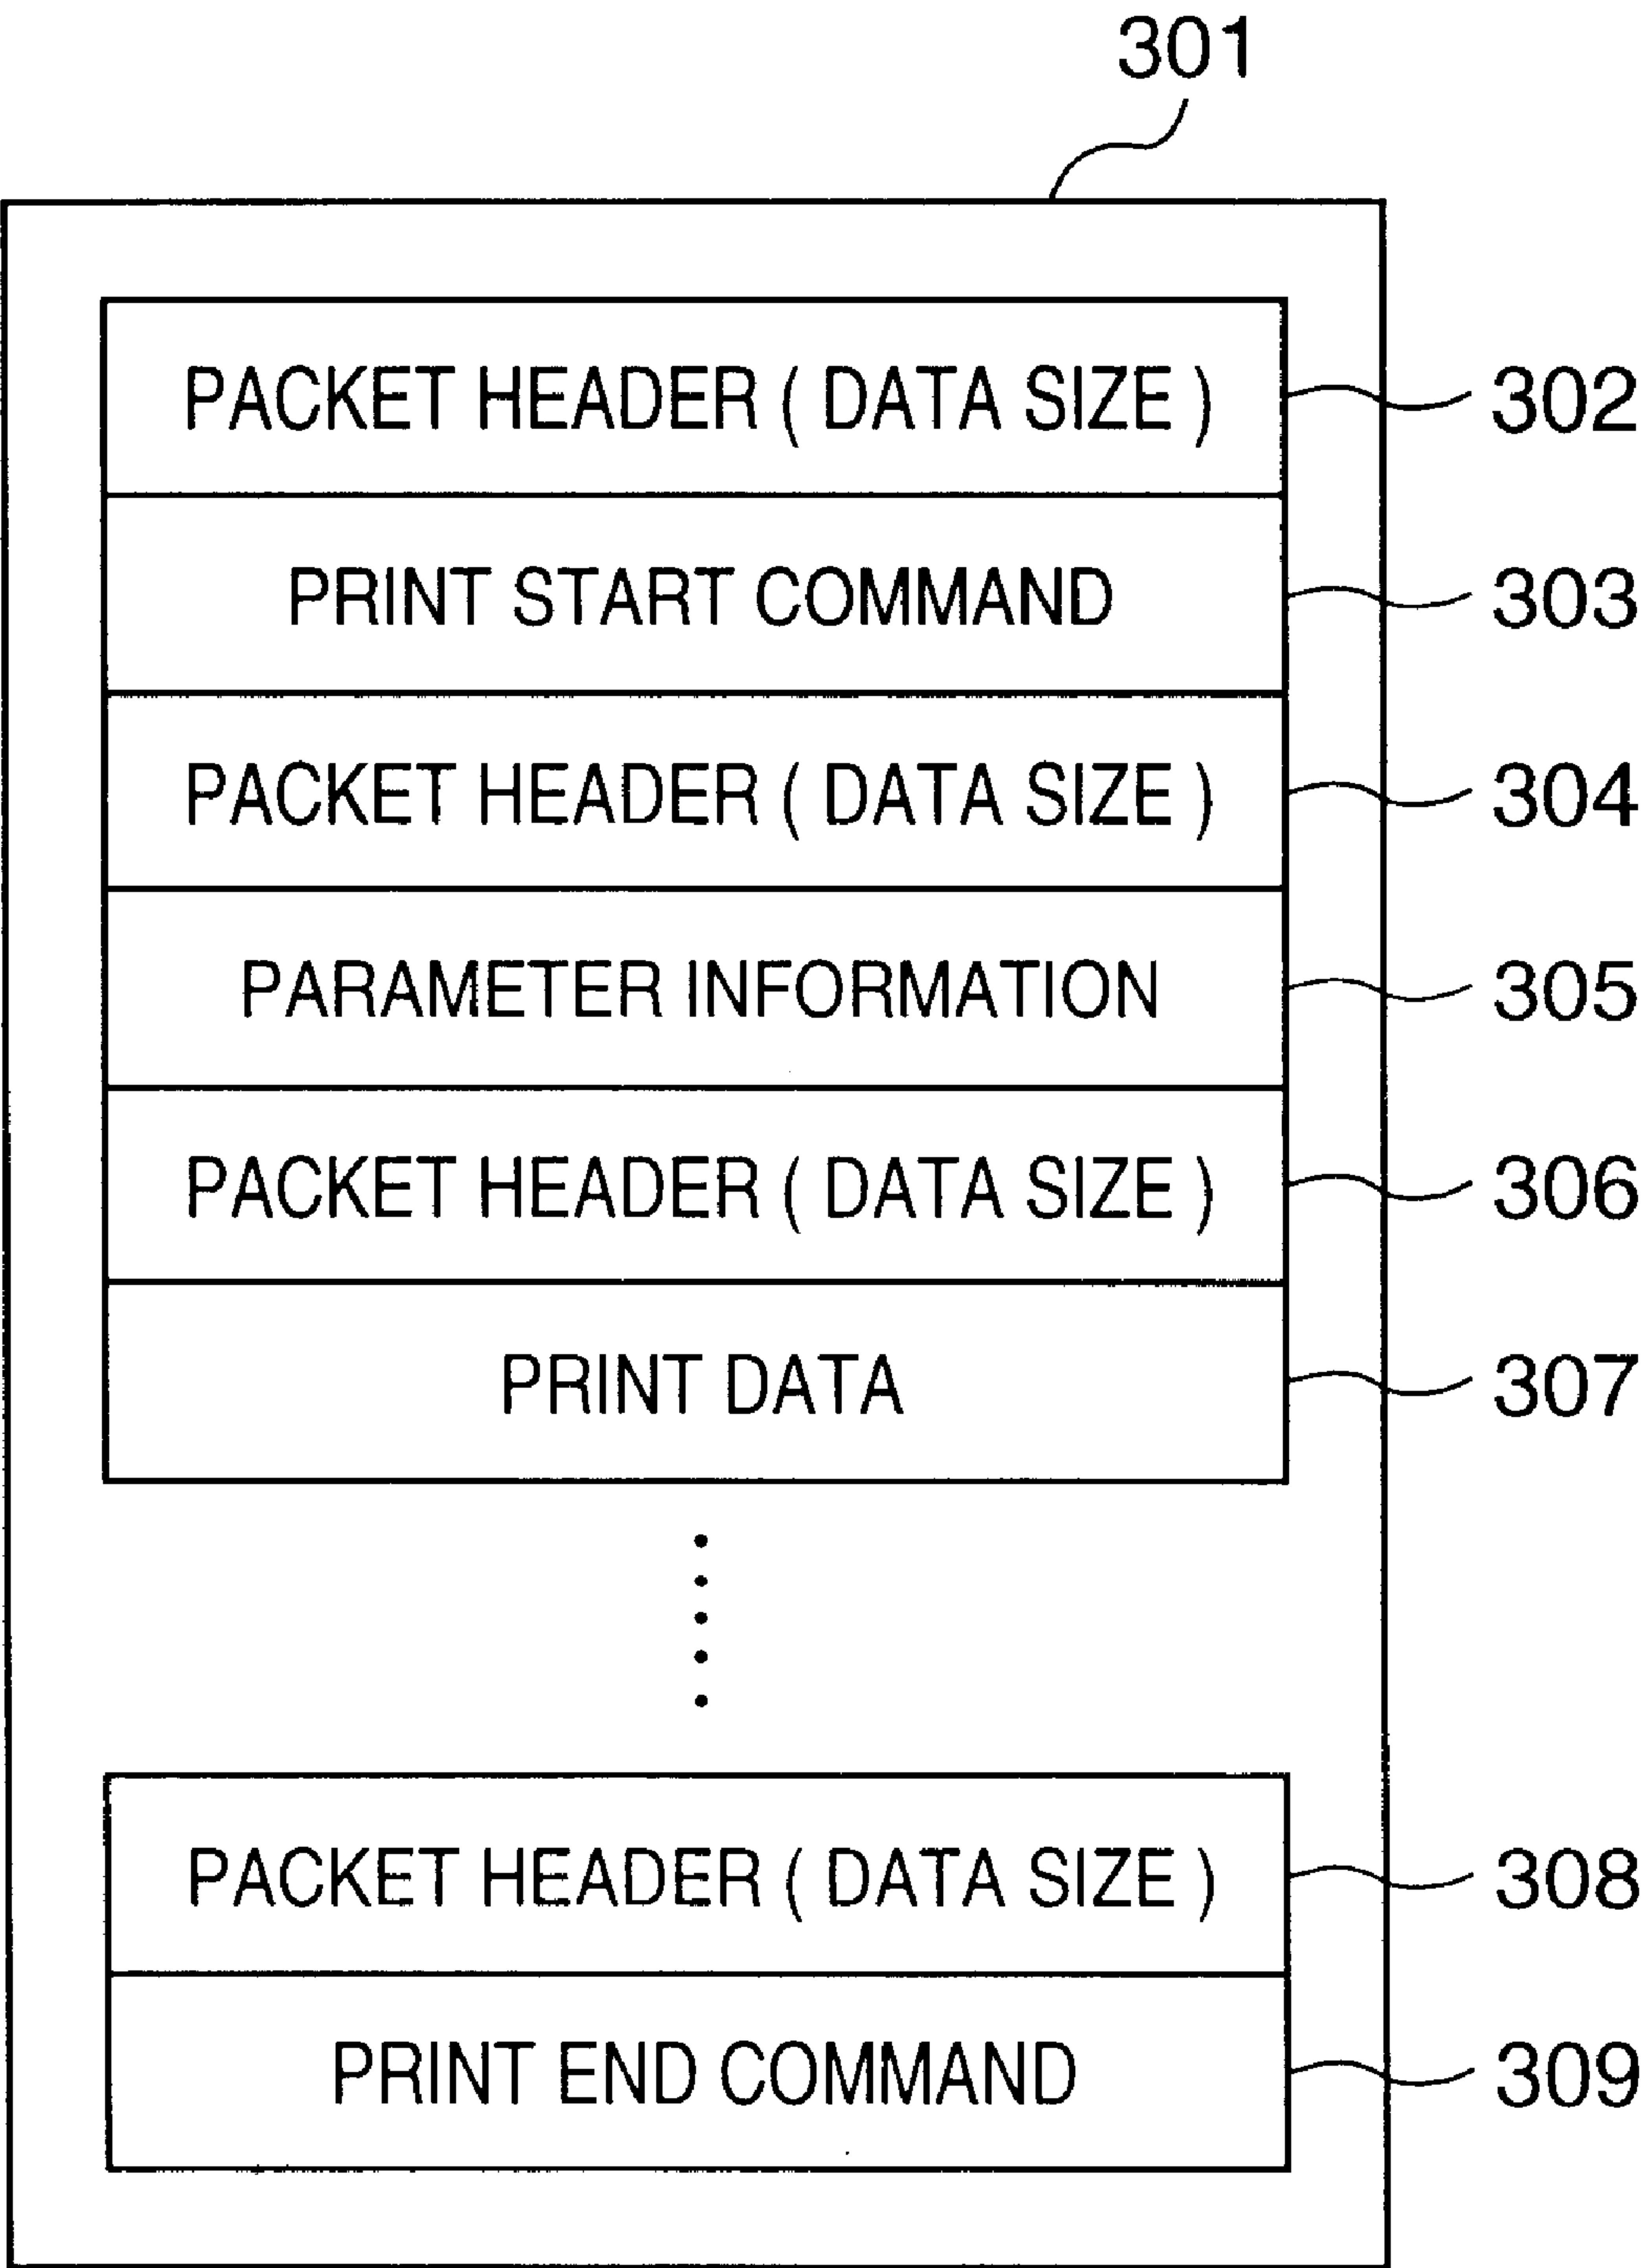 301
PACKET HEADER ( DATA SIZE ) 302
PRINT START COMMAND 303
PACKET HEADER ( DATA SIZE ) 304
PARAMETER INFORMATION 305
PACKET HEADER ( DATA SIZE ) 306
PRINT DATA 307
PACKET HEADER ( DATA SIZE ) 308
PRINT END COMMAND 309